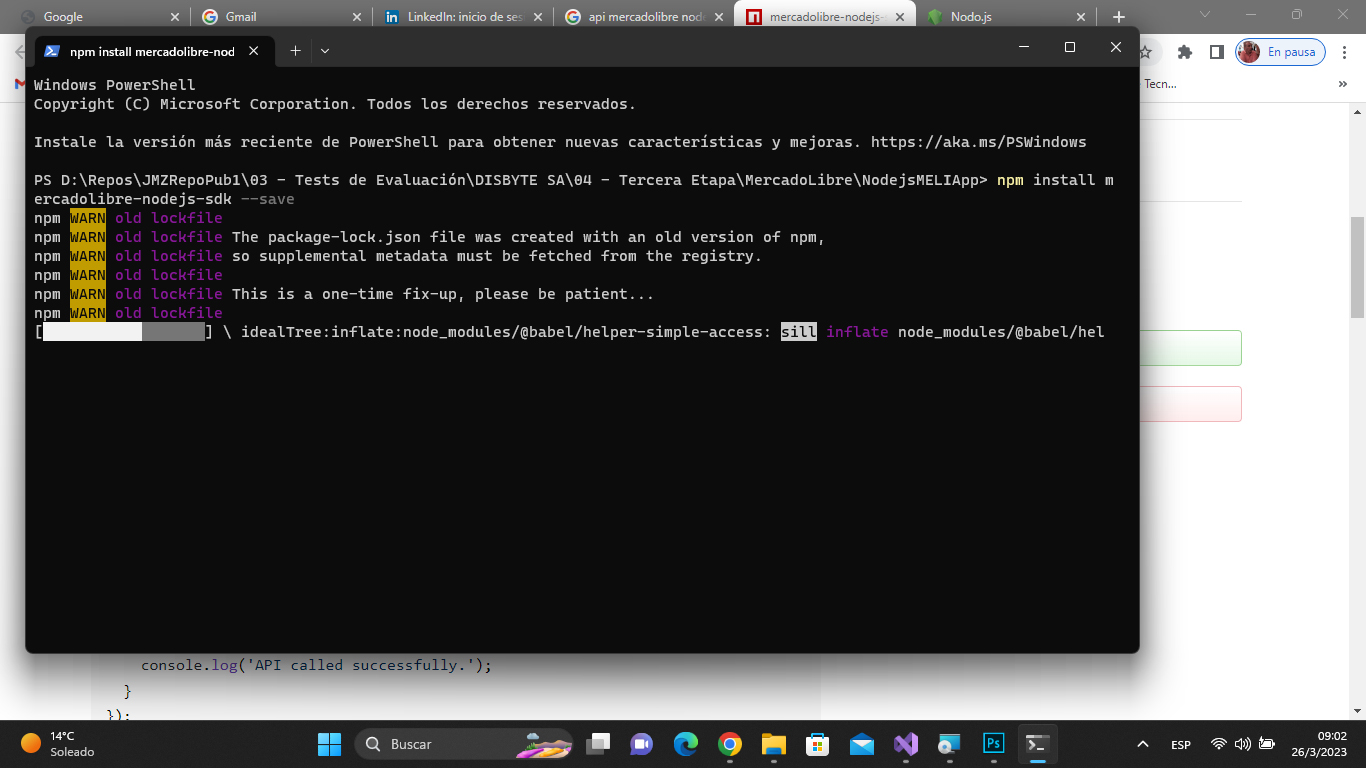 Google
Gmail
LinkedIn: inicio de ses
api mercadolibre node
mercadolibre-nodejs-
Nodo.js
npm install mercadolibre-nod
En pausa
Tecn...
Windows PowerShell
Copyright (C) Microsoft Corporation. Todos los derechos reservados.
Instale la versión más reciente de PowerShell para obtener nuevas características y mejoras. https://aka.ms/PSWindows
PS D:\Repos\JMZRepoPub1\03 - Tests de Evaluación\DISBYTE SA\04 - Tercera Etapa\MercadoLibre\NodejsMELIApp> npm install m
ercadolibre-nodejs-sdk --save
npm WARN old lockfile
npm WARN old lockfile The package-lock.json file was created with an old version of npm,
npm WARN old lockfile so supplemental metadata must be fetched from the registry.
npm WARN old lockfile
npm WARN old lockfile This is a one-time fix-up, please be patient...
npm WARN old lockfile
[ ] \ idealTree:inflate:node_modules/@babel/helper-simple-access: sill inflate node_modules/@babel/hel
console.log('API called successfully.');
}
});
14°C
Soleado
Buscar
Ps
ESP
09:02
26/3/2023